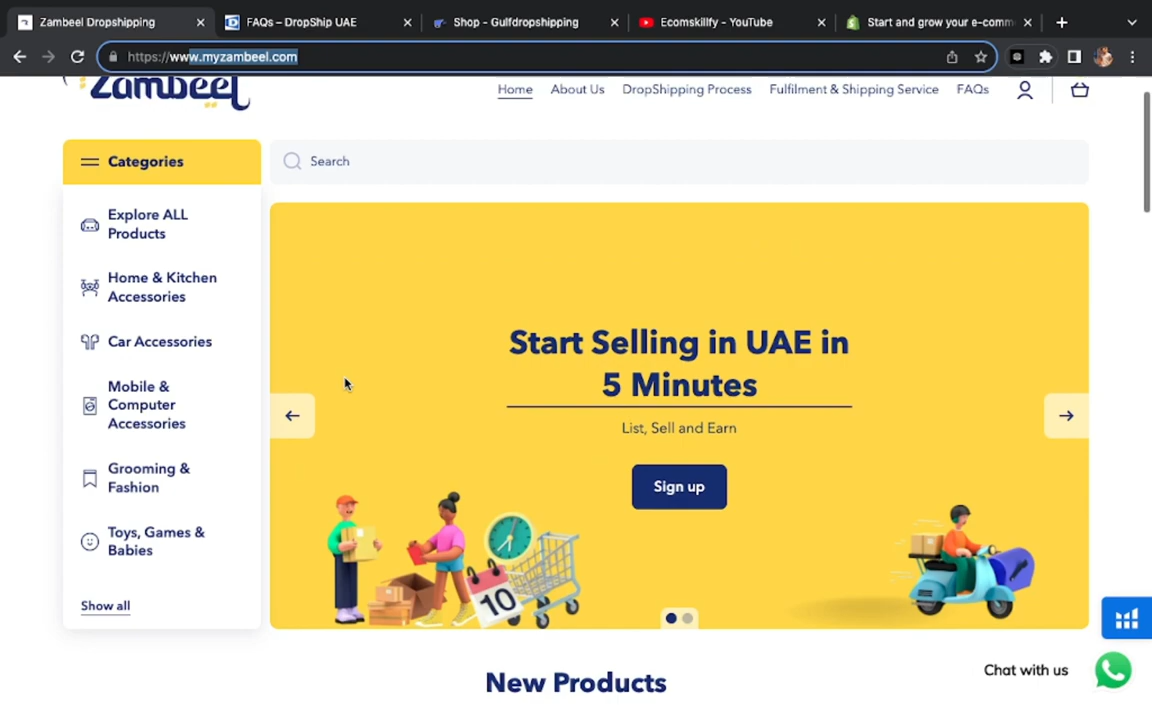 Zambeel Dropshipping
FAQs – DropShip UAE
Shop - Gulfdropshipping
Ecomskillfy - YouTube
Start and grow your e-comm
https://www.myzambeel.com
Zambeel
Home
About Us
DropShipping Process
Fulfilment & Shipping Service
FAQs
Categories
Search
Explore ALL
Products
Home & Kitchen
Accessories
Car Accessories
Mobile &
Computer
Accessories
Grooming &
Fashion
Toys, Games &
Babies
Show all
Start Selling in UAE in
5 Minutes
List, Sell and Earn
Sign up
10
New Products
Chat with us